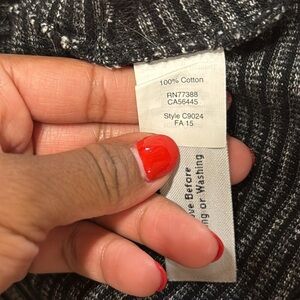 100% Cotton
RN77388
CA56445
Style C9024
FA 15
ve Before
ng or Washing